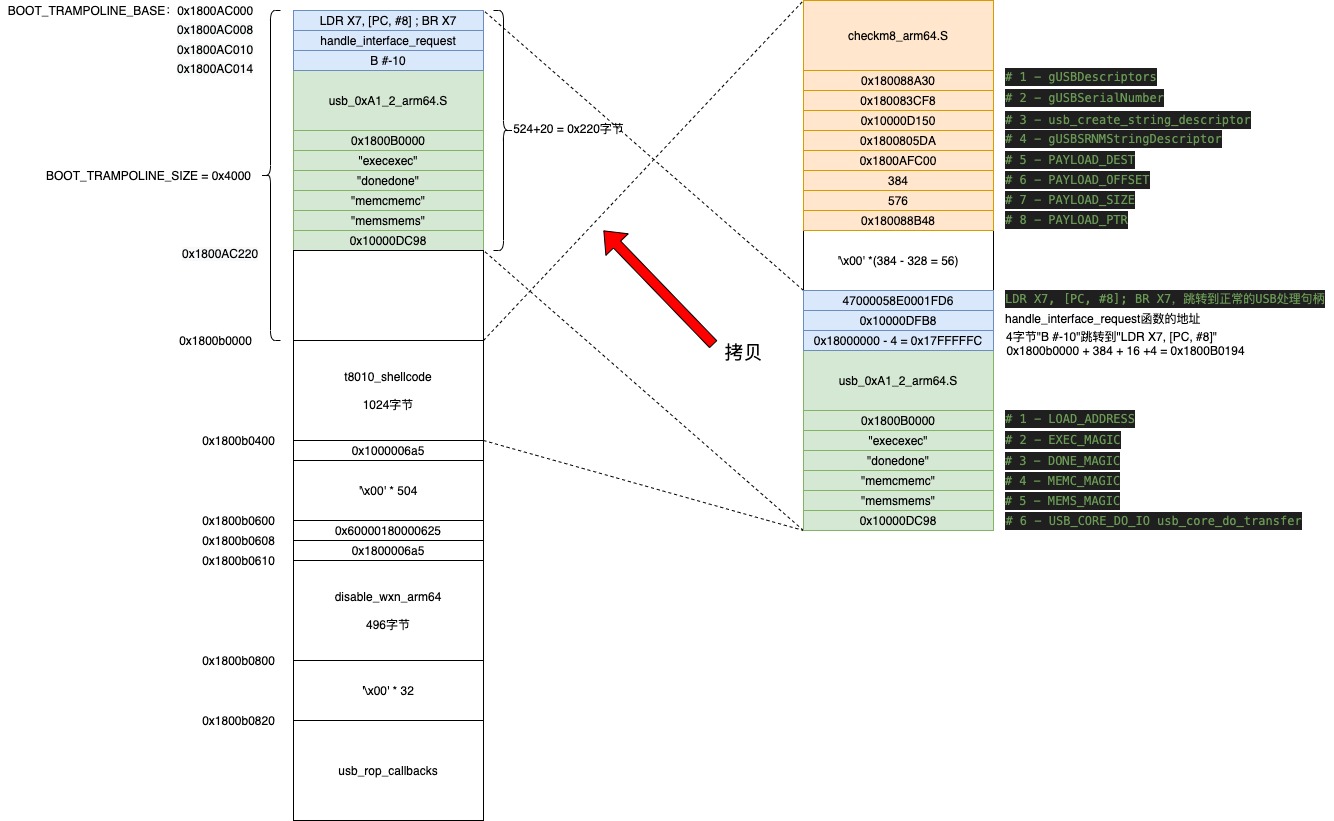 BOOT_TRAMPOLINE_BASE: 0x1800AC000
0x1800AC008
0x1800AC010
0x1800AC014
BOOT_TRAMPOLINE_SIZE = 0x4000
0x1800AC220
0x1800b0000
0x1800b0400
0x1800b0600
0x1800b0608
0x1800b0610
0x1800b0800
0x1800b0820
LDR X7, [PC, #8] ; BR X7
handle_interface_request
B #-10
usb_0xA1_2_arm64.S
0x1800B0000
"execexec"
"donedone"
"memcmemc"
"memsmems"
0x10000DC98
t8010_shellcode
1024字节
0x1000006a5
'\x00' * 504
0x60000180000625
0x1800006a5
disable_wxn_arm64
496字节
'\x00' * 32
usb_rop_callbacks
524+20 = 0x220字节
拷贝
checkm8_arm64.S
0x180088A30
0x180083CF8
0x10000D150
0x1800805DA
0x1800AFC00
384
576
0x180088B48
'\x00' *(384 - 328 = 56)
47000058E0001FD6
0x10000DFB8
0x18000000 - 4 = 0x17FFFFFC
usb_0xA1_2_arm64.S
0x1800B0000
"execexec"
"donedone"
"memcmemc"
"memsmems"
0x10000DC98
# 1 - gUSBDescriptors
# 2 - gUSBSerialNumber
# 3 - usb_create_string_descriptor
# 4 - gUSBSRNMStringDescriptor
# 5 - PAYLOAD_DEST
# 6 - PAYLOAD_OFFSET
# 7 - PAYLOAD_SIZE
# 8 - PAYLOAD_PTR
LDR X7, [PC, #8]; BR X7, 跳转到正常的USB处理句柄
handle_interface_request函数的地址
4字节"B #-10"跳转到"LDR X7, [PC, #8]"
0x1800b0000 + 384 + 16 +4 = 0x1800B0194
# 1 - LOAD_ADDRESS
# 2 - EXEC_MAGIC
# 3 - DONE_MAGIC
# 4 - MEMC_MAGIC
# 5 - MEMS_MAGIC
# 6 - USB_CORE_DO_IO usb_core_do_transfer